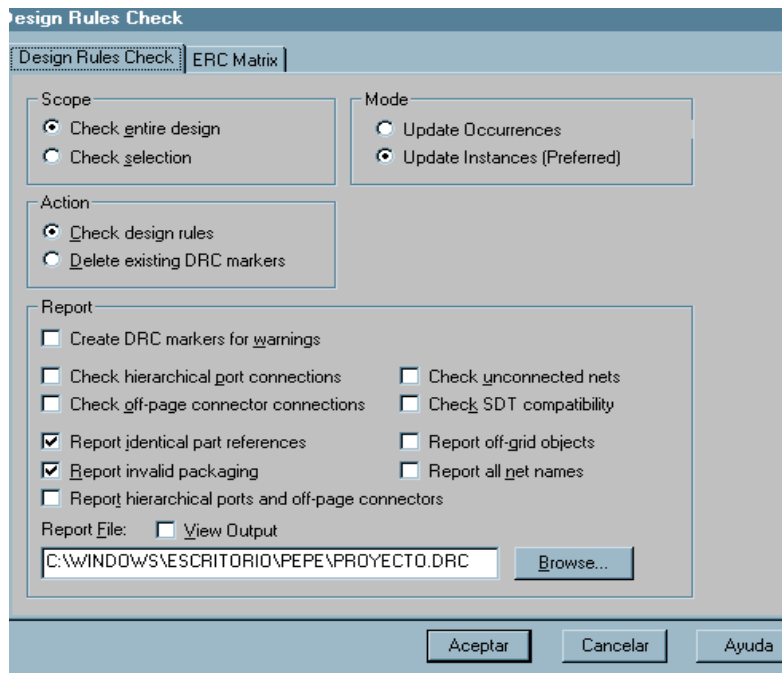 Design Rules Check
Design Rules Check ERC Matrix
Scope
Check entire design
Check selection
Mode
Update Occurrences
Update Instances (Preferred)
Action
Check design rules
Delete existing DRC markers
Report
Create DRC markers for warnings
Check hierarchical port connections
Check unconnected nets
Check off-page connector connections
Check SDT compatibility
Report identical part references
Report off-grid objects
Report invalid packaging
Report all net names
Report hierarchical ports and off-page connectors
Report File: View Output
C:\WINDOWS\ESCRITORIO\PEPE\PROYECTO.DRC
Browse...
Aceptar Cancelar Ayuda